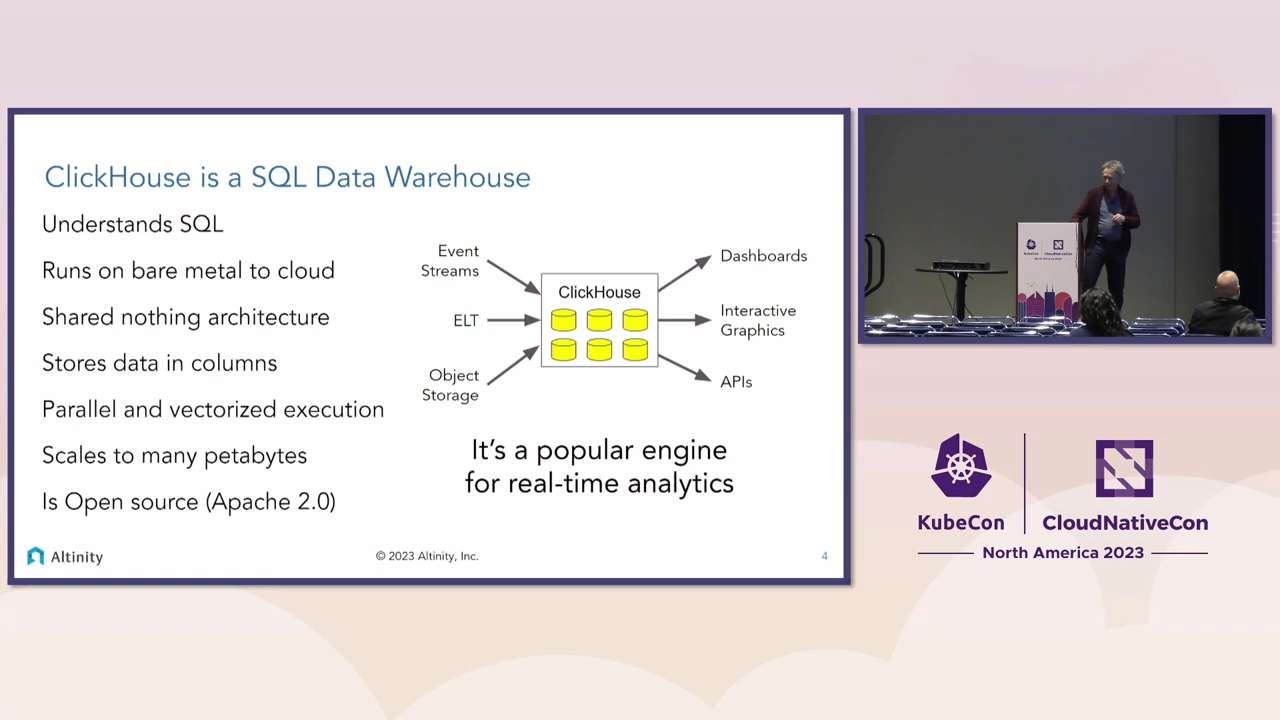 ClickHouse is a SQL Data Warehouse
Understands SQL
Runs on bare metal to cloud
Shared nothing architecture
Stores data in columns
Parallel and vectorized execution
Scales to many petabytes
Is Open source (Apache 2.0)
Event
Streams
ELT
Object
Storage
ClickHouse
Dashboards
Interactive
Graphics
APIs
It's a popular engine
for real-time analytics
Altinity
© 2023 Altinity, Inc.
4
KubeCon
CloudNativeCon
North America 2023